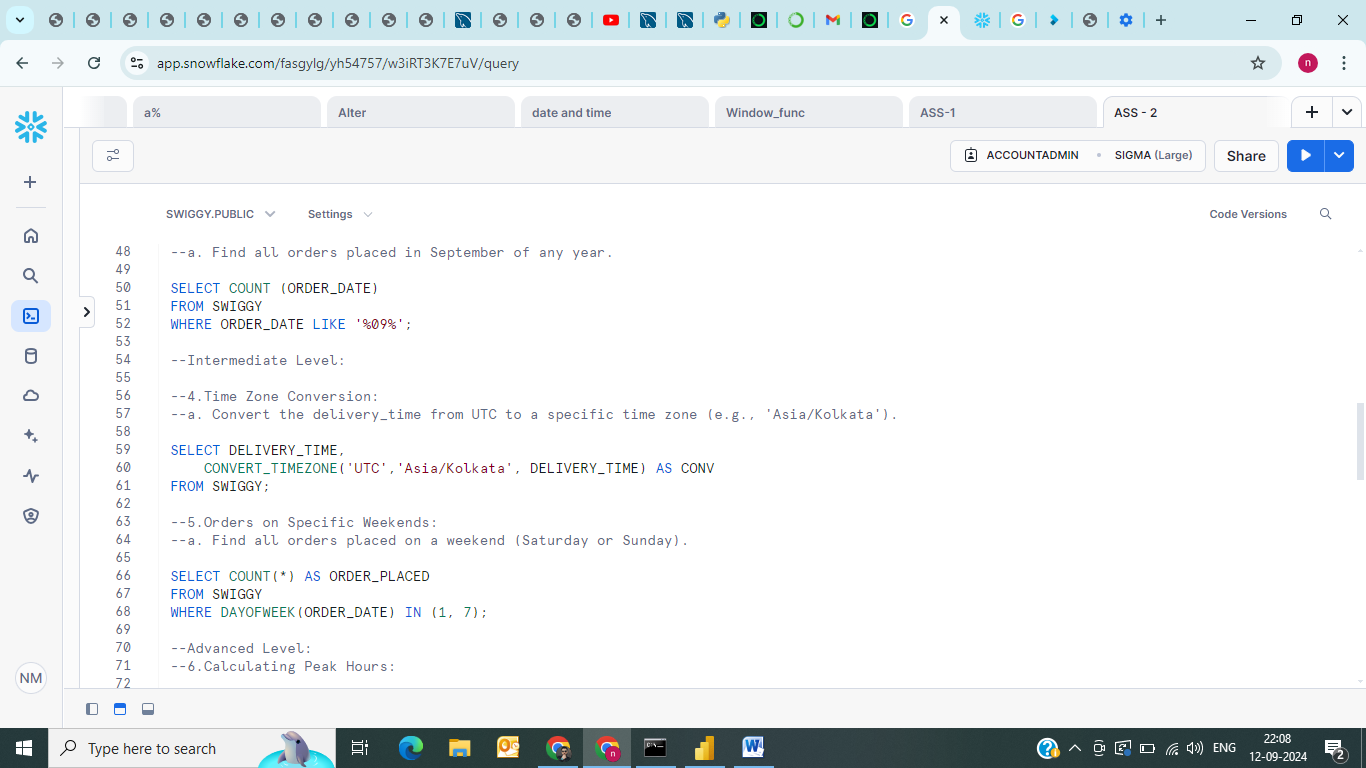 app.snowflake.com/fasgylg/yh54757/w3iRT3K7E7uV/query
n
a%
Alter
date and time
Window_func
ASS-1
ASS - 2
ACCOUNTADMIN
SIGMA (Large)
Share
SWIGGY.PUBLIC
Settings
Code Versions
48 --a. Find all orders placed in September of any year.
49
50 SELECT COUNT (ORDER_DATE)
51 FROM SWIGGY
52 WHERE ORDER_DATE LIKE '%09%';
53
54 --Intermediate Level:
55
56 --4.Time Zone Conversion:
57 --a. Convert the delivery_time from UTC to a specific time zone (e.g., 'Asia/Kolkata').
58
59 SELECT DELIVERY_TIME,
60 CONVERT_TIMEZONE('UTC','Asia/Kolkata', DELIVERY_TIME) AS CONV
61 FROM SWIGGY;
62
63 --5.Orders on Specific Weekends:
64 --a. Find all orders placed on a weekend (Saturday or Sunday).
65
66 SELECT COUNT(*) AS ORDER_PLACED
67 FROM SWIGGY
68 WHERE DAYOFWEEK(ORDER_DATE) IN (1, 7);
69
70 --Advanced Level:
71 --6.Calculating Peak Hours:
72
NM
Type here to search
ENG
22:08
12-09-2024
2